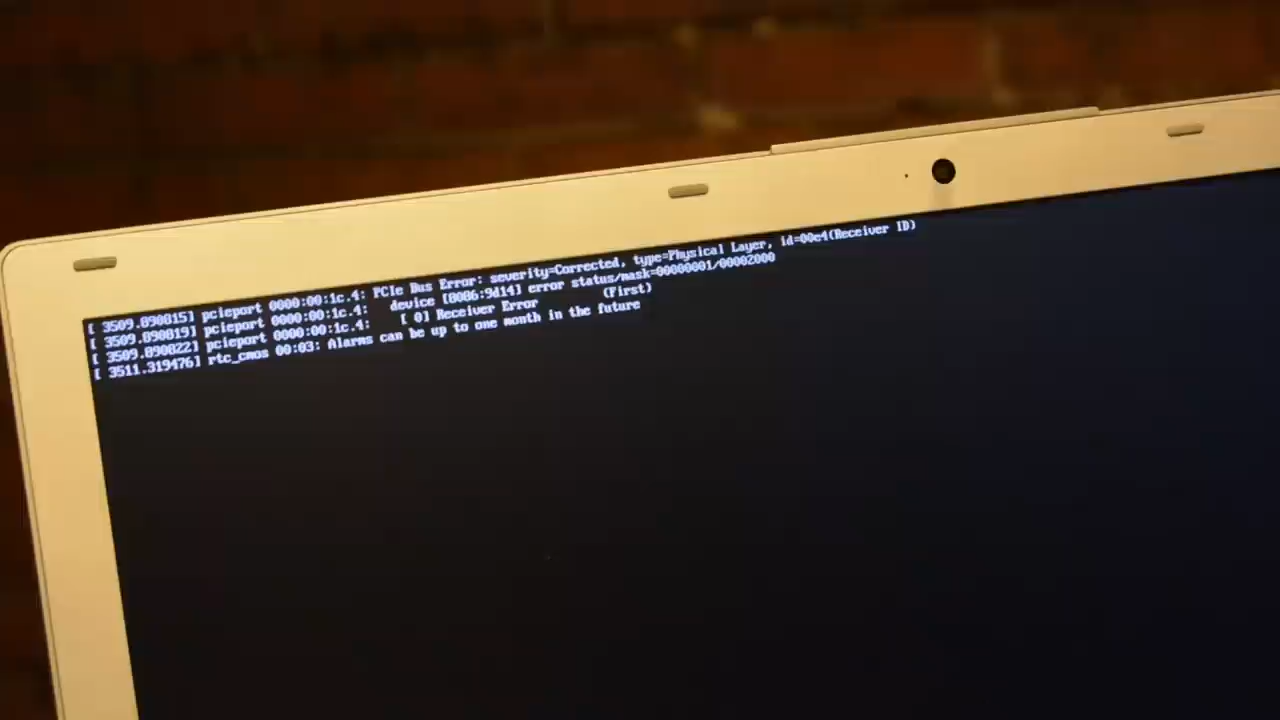 [ 3509.890815] pcieport 0000:00:1c.4: PCIe Bus Error: severity=Corrected, type=Physical Layer, id=00e4(Receiver ID)
[ 3509.890819] pcieport 0000:00:1c.4:   device [8086:9d14] error status/mask=00000001/00002000
[ 3509.890822] pcieport 0000:00:1c.4:    [ 0] Receiver Error         (First)
[ 3511.319476] rtc_cmos 00:03: Alarms can be up to one month in the future